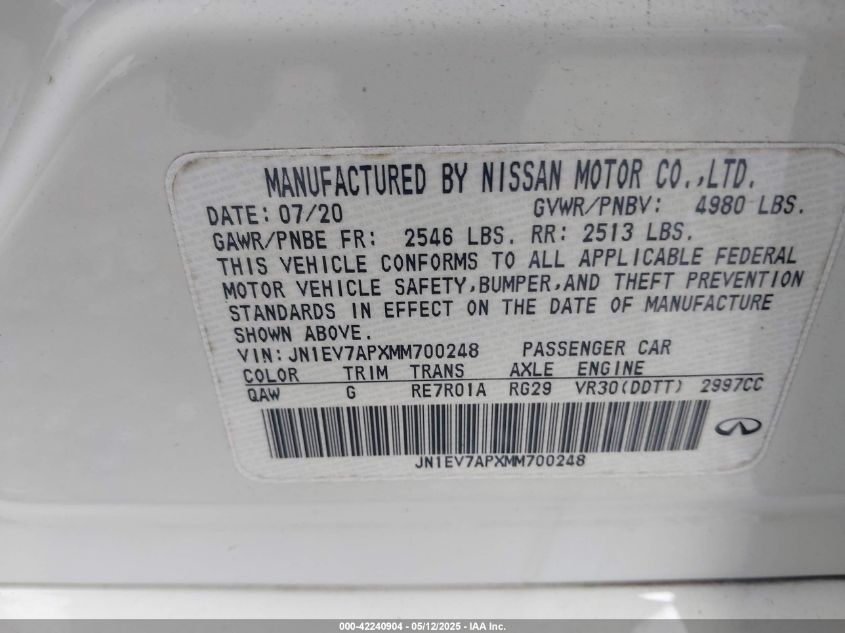 MANUFACTURED BY NISSAN MOTOR CO.,LTD.
DATE: 07/20 GVWR/PNBV: 4980 LBS.
GAWR/PNBE FR: 2546 LBS. RR: 2513 LBS.
THIS VEHICLE CONFORMS TO ALL APPLICABLE FEDERAL
MOTOR VEHICLE SAFETY,BUMPER,AND THEFT PREVENTION
STANDARDS IN EFFECT ON THE DATE OF MANUFACTURE
SHOWN ABOVE.
VIN: JN1EV7APXMM700248 PASSENGER CAR
COLOR TRIM TRANS AXLE ENGINE
QAW G RE7R01A RG29 VR30(DDTT) 2997CC
JN1EV7APXMM700248
000-42240904 - 05/12/2025 - IAA Inc.